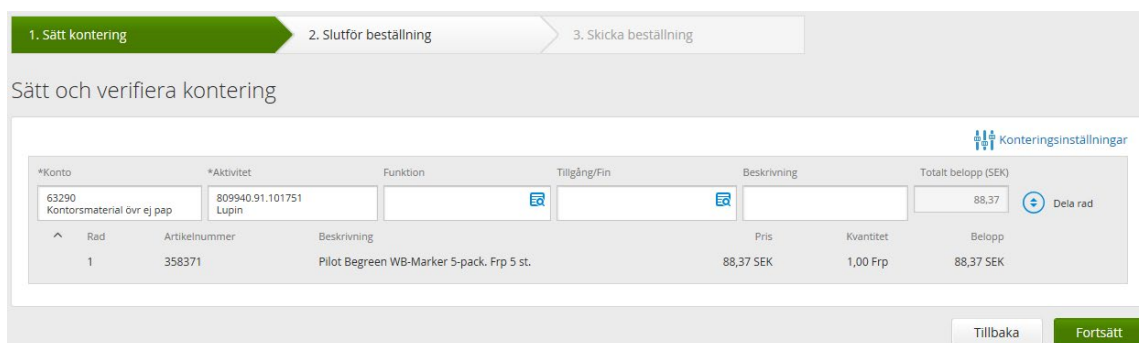 1. Sätt kontering 2. Slutför beställning 3. Skicka beställning
Sätt och verifiera kontering
Konteringsinställningar
*Konto *Aktivitet Funktion Tillgång/Fin Beskrivning Totalt belopp (SEK)
63290 809940.91.101751 88,37 Dela rad
Kontorsmaterial övr ej pap Lupin
Rad Artikelnummer Beskrivning Pris Kvantitet Belopp
1 358371 Pilot Begreen WB-Marker 5-pack. Frp 5 st. 88,37 SEK 1,00 Frp 88,37 SEK
Tillbaka Fortsätt